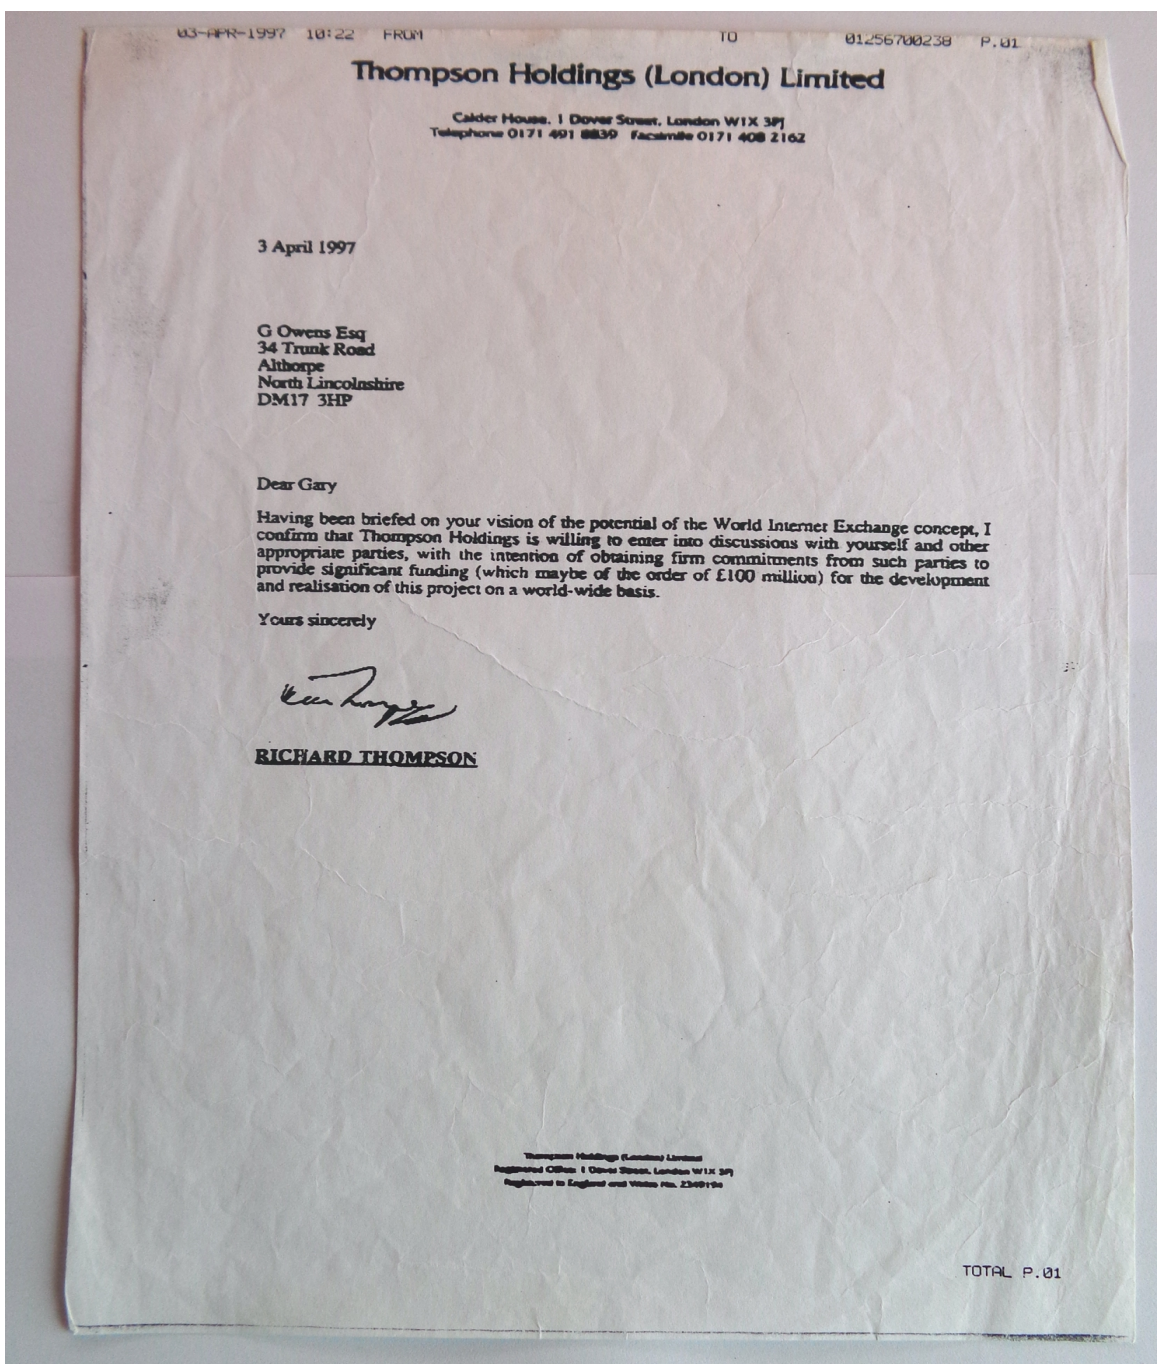 03-APR-1997 10:22 FROM TO 01256700238 P.01
Thompson Holdings (London) Limited
Calder House, 1 Dover Street, London W1X 3PJ
Telephone 0171 491 8839 Facsimile 0171 408 2162
3 April 1997
G Owens Esq
34 Trunk Road
Althorpe
North Lincolnshire
DM17 3HP
Dear Gary
Having been briefed on your vision of the potential of the World Internet Exchange concept, I
confirm that Thompson Holdings is willing to enter into discussions with yourself and other
appropriate parties, with the intention of obtaining firm commitments from such parties to
provide significant funding (which maybe of the order of £100 million) for the development
and realisation of this project on a world-wide basis.
Yours sincerely
RICHARD THOMPSON
Thompson Holdings (London) Limited
Registered Office: 1 Dover Street, London W1X 3PJ
Registered in England and Wales No.
TOTAL P.01